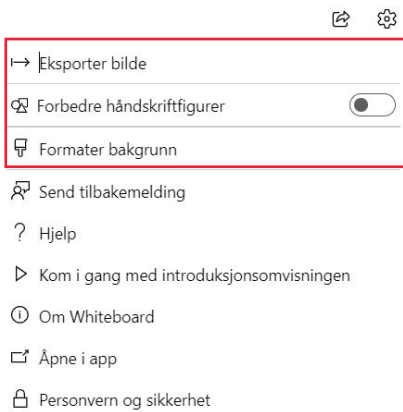 Eksporter bilde
Forbedre håndskriftfigurer
Formater bakgrunn
Send tilbakemelding
Hjelp
Kom i gang med introduksjonsomvisningen
Om Whiteboard
Åpne i app
Personvern og sikkerhet